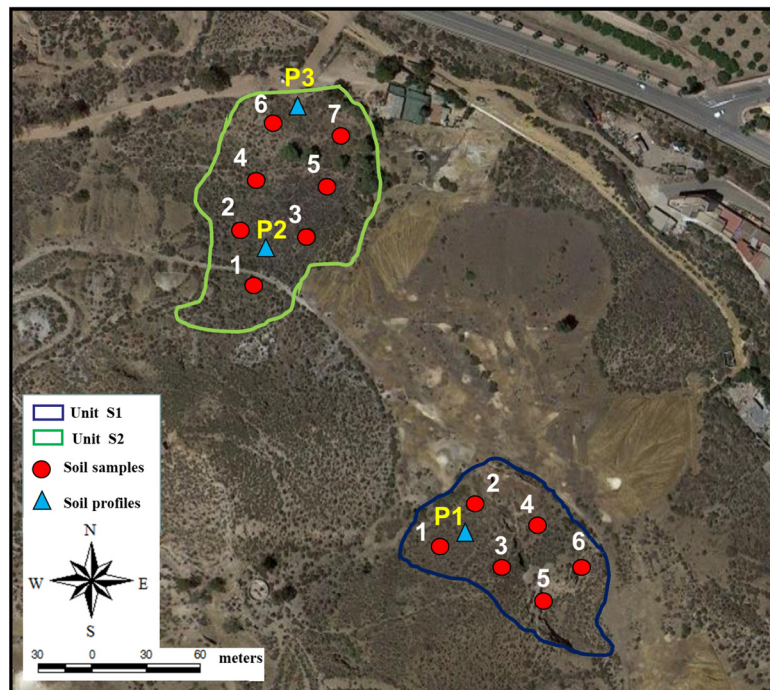 P3
6
7
4
5
2
P2
3
1
Unit S1
Unit S2
Soil samples
Soil profiles
N
W E
S
30 0 30 60 meters
2
P1
4
1
3
6
5